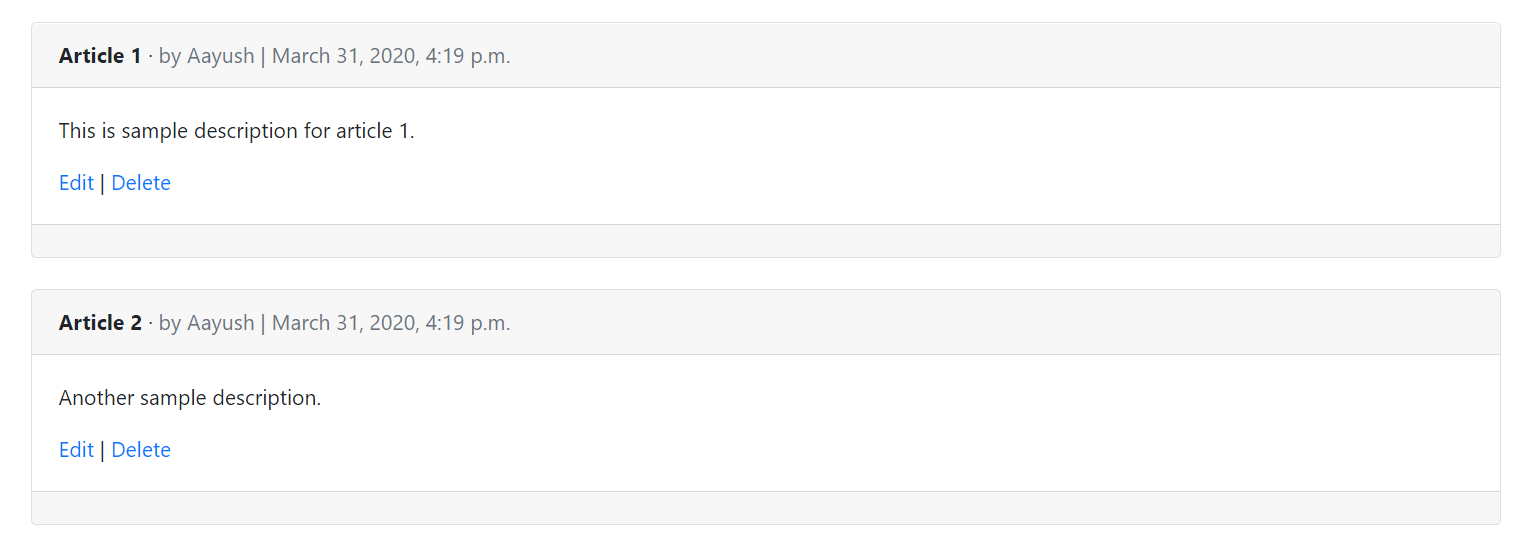 Article 1 · by Aayush | March 31, 2020, 4:19 p.m.
This is sample description for article 1.
Edit | Delete
Article 2 · by Aayush | March 31, 2020, 4:19 p.m.
Another sample description.
Edit | Delete